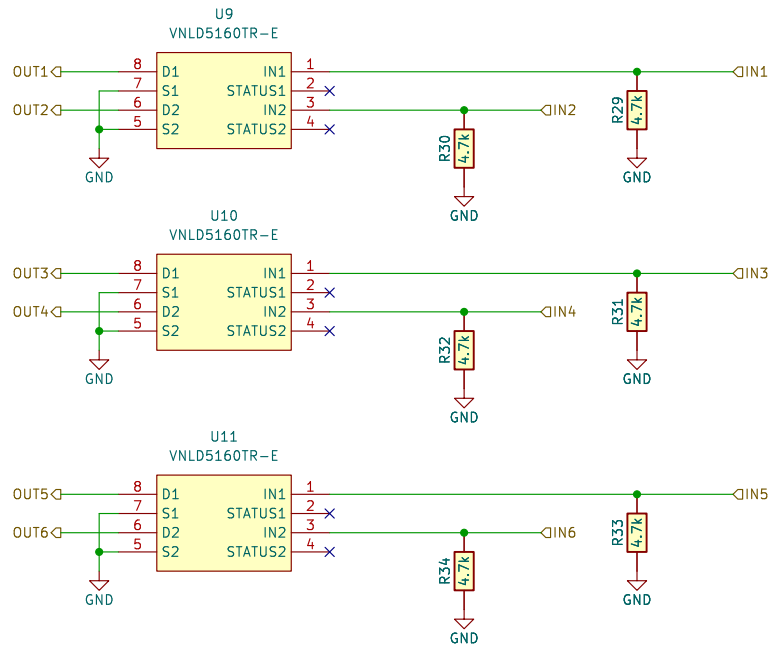 U9
VNLD5160TR-E
OUT1 8 D1 IN1 1 IN1
7 S1 STATUS1 2
OUT2 6 D2 IN2 3 IN2
5 S2 STATUS2 4
R29 4.7k
R30 4.7k
GND GND
GND
U10
VNLD5160TR-E
OUT3 8 D1 IN1 1 IN3
7 S1 STATUS1 2
OUT4 6 D2 IN2 3 IN4
5 S2 STATUS2 4
R31 4.7k
R32 4.7k
GND GND
GND
U11
VNLD5160TR-E
OUT5 8 D1 IN1 1 IN5
7 S1 STATUS1 2
OUT6 6 D2 IN2 3 IN6
5 S2 STATUS2 4
R33 4.7k
R34 4.7k
GND GND
GND